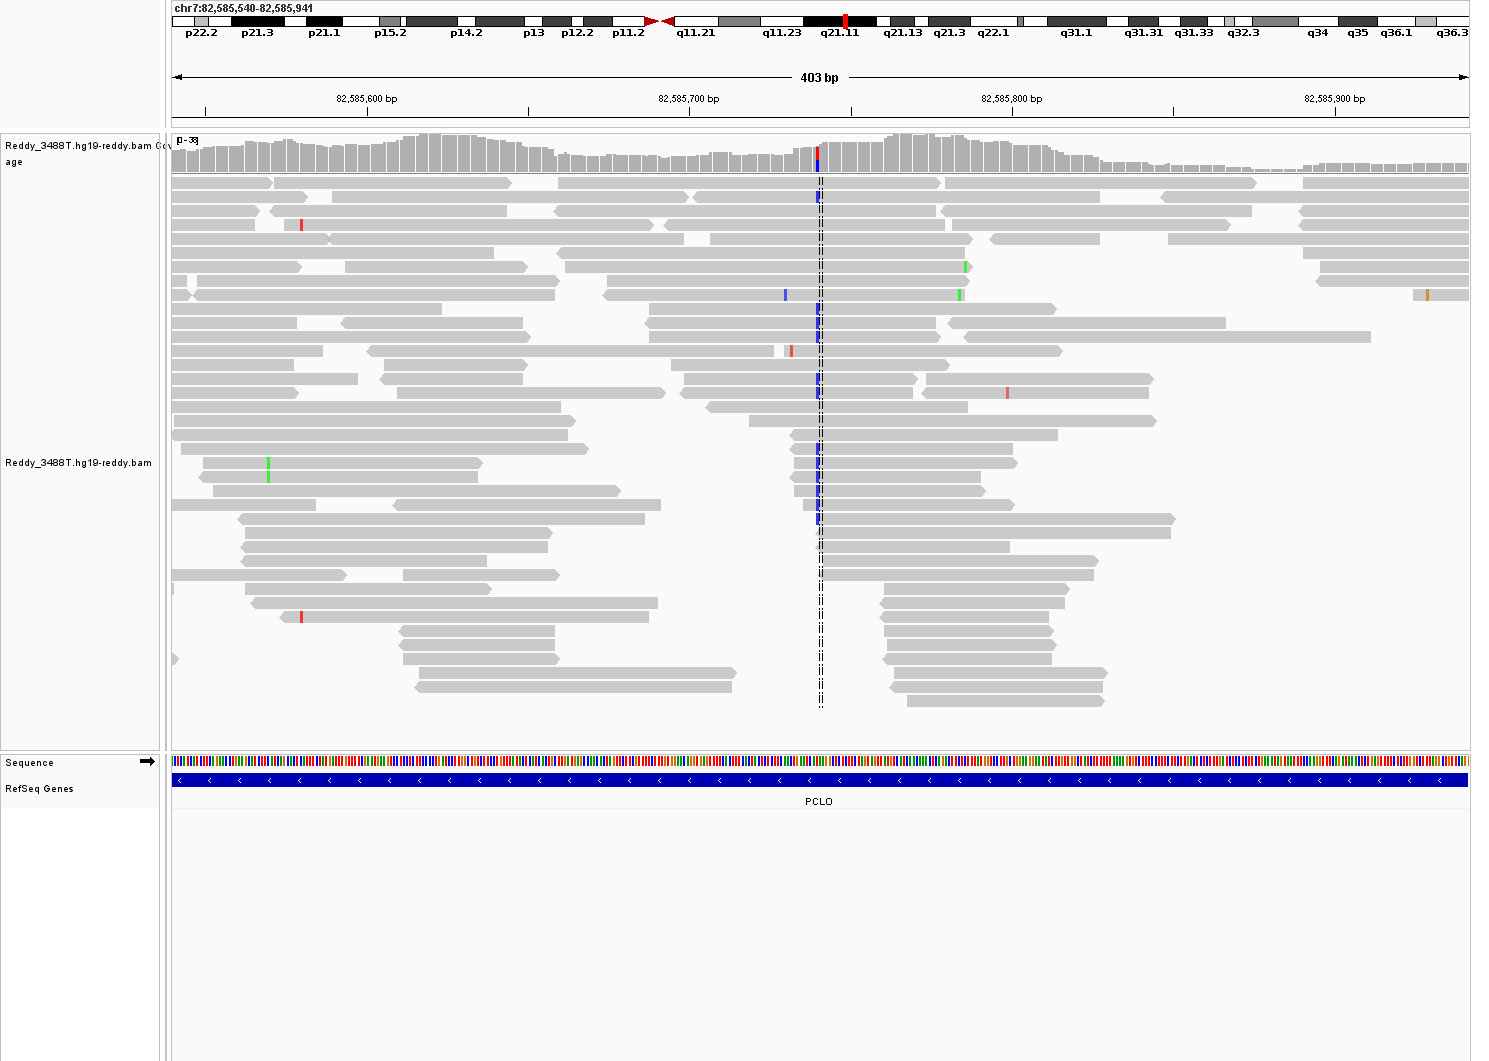 chr7:82,585,540-82,585,941
p22.2 p21.3 p21.1 p15.2 p14.2 p13 p12.2 p11.2 q11.21 q11.23 q21.11 q21.13 q21.3 q22.1 q31.1 q31.31 q31.33 q32.3 q34 q35 q36.1 q36.3
403 bp
82,585,600 bp 82,585,700 bp 82,585,800 bp 82,585,900 bp
[0-38]
Reddy_3488T.hg19-reddy.bam Cov
age
Reddy_3488T.hg19-reddy.bam
Sequence
RefSeq Genes
PCLO